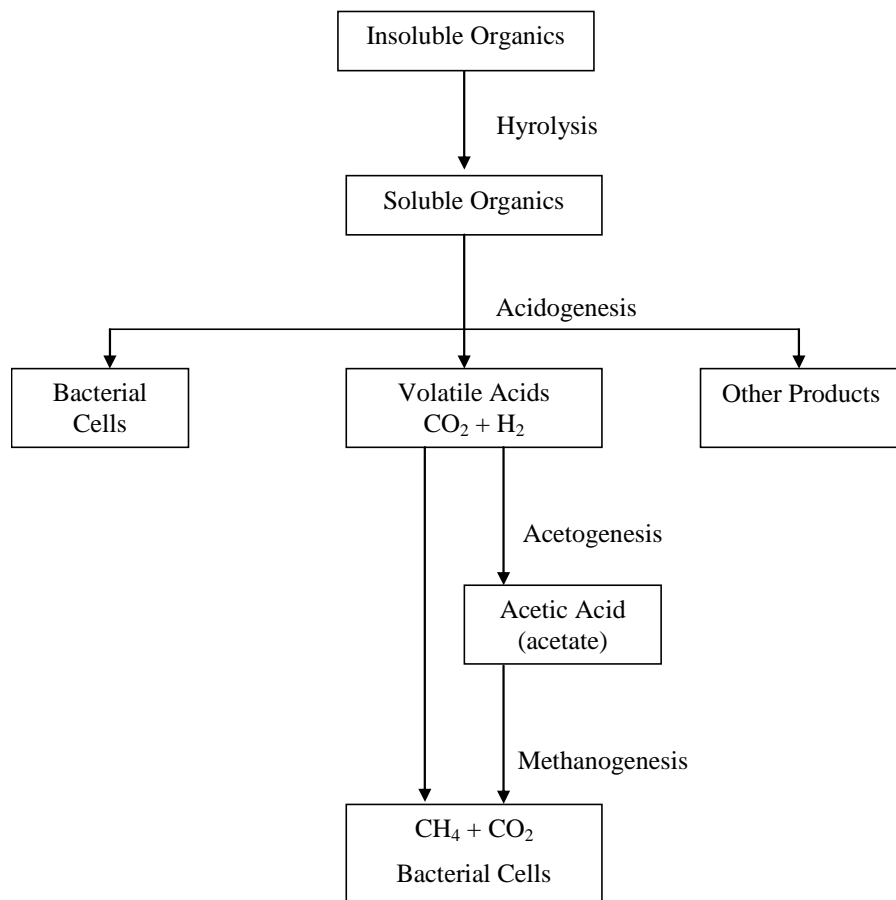 Insoluble Organics
Hyrolysis
Soluble Organics
Acidogenesis
Bacterial
Cells
Volatile Acids
CO₂ + H₂
Other Products
Acetogenesis
Acetic Acid
(acetate)
Methanogenesis
CH₄ + CO₂
Bacterial Cells